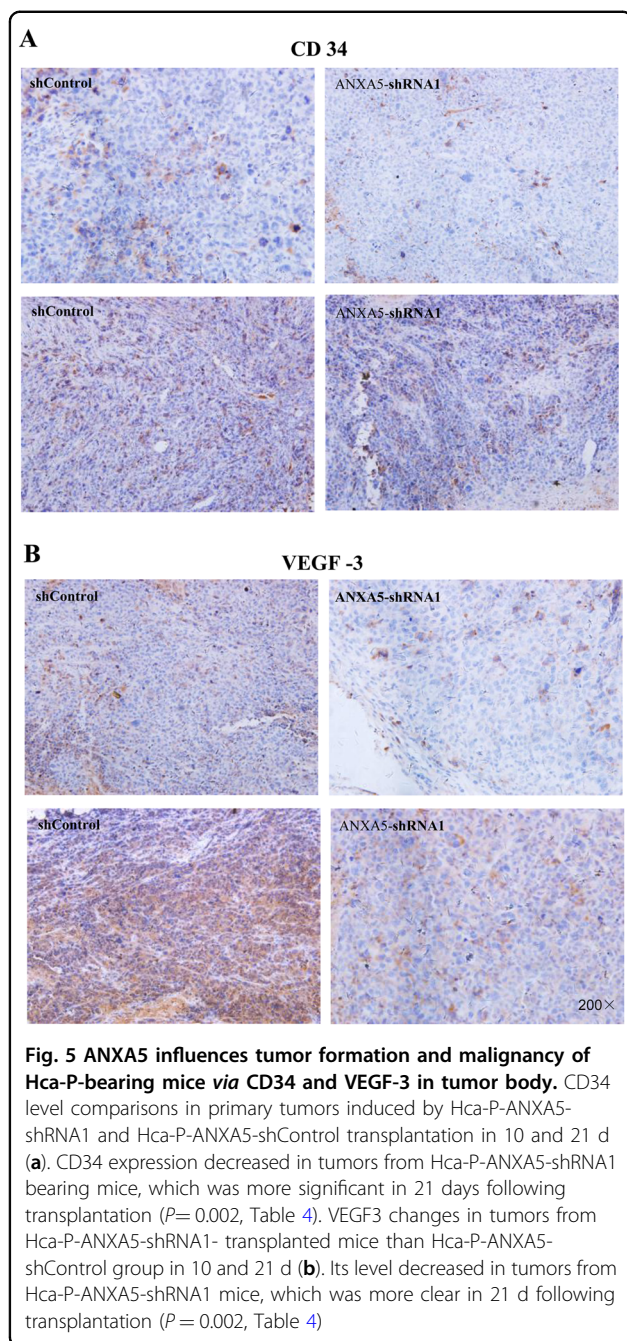 A
CD 34
shControl
ANXA5-shRNA1
shControl
ANXA5-shRNA1
B
VEGF -3
shControl
ANXA5-shRNA1
shControl
ANXA5-shRNA1
200×
Fig. 5 ANXA5 influences tumor formation and malignancy of
Hca-P-bearing mice via CD34 and VEGF-3 in tumor body. CD34
level comparisons in primary tumors induced by Hca-P-ANXA5-
shRNA1 and Hca-P-ANXA5-shControl transplantation in 10 and 21 d
(a). CD34 expression decreased in tumors from Hca-P-ANXA5-shRNA1
bearing mice, which was more significant in 21 days following
transplantation (P= 0.002, Table 4). VEGF3 changes in tumors from
Hca-P-ANXA5-shRNA1- transplanted mice than Hca-P-ANXA5-
shControl group in 10 and 21 d (b). Its level decreased in tumors from
Hca-P-ANXA5-shRNA1 mice, which was more clear in 21 d following
transplantation (P = 0.002, Table 4)